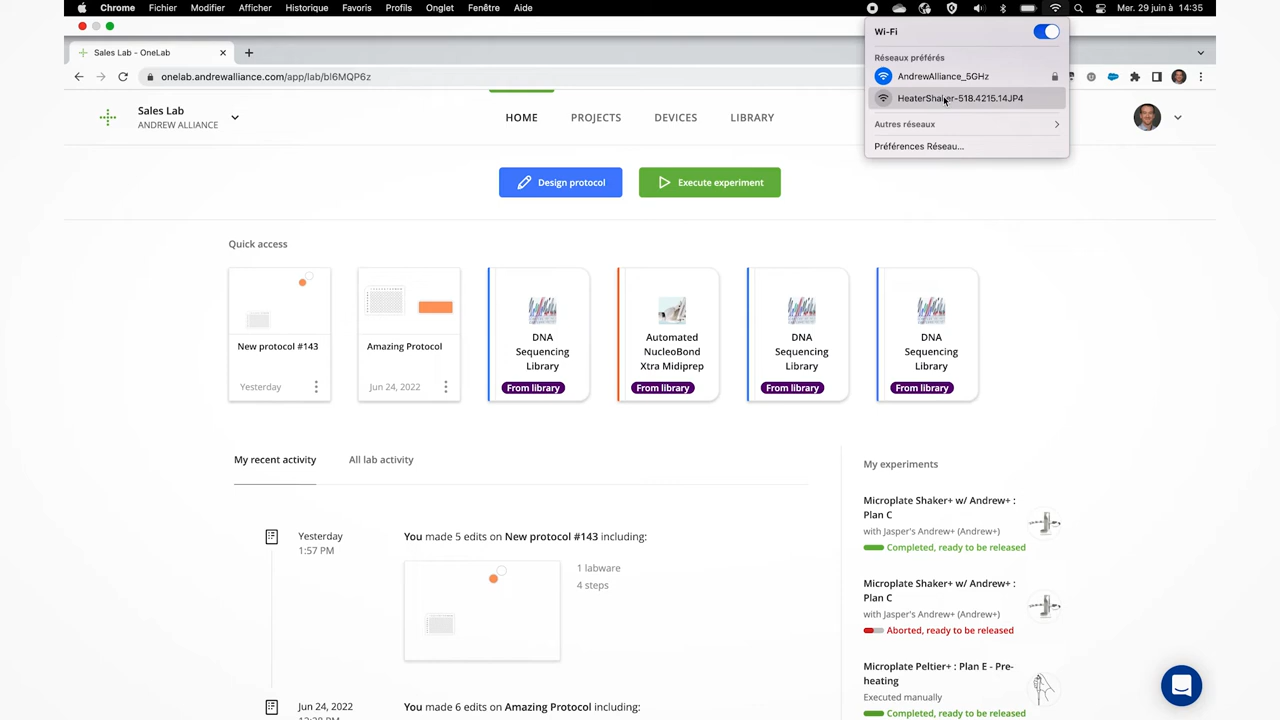 Chrome Fichier Modifier Afficher Historique Favoris Profils Onglet Fenêtre Aide Mer. 29 juin à 14:35
Sales Lab - OneLab
onelab.andrewalliance.com/app/lab/bl6MQP6z
Wi-Fi
Réseaux préférés
AndrewAlliance_5GHz
HeaterShaker-518.4215.14JP4
Autres réseaux
Préférences Réseau...
Sales Lab
ANDREW ALLIANCE
HOME PROJECTS DEVICES LIBRARY
Design protocol Execute experiment
Quick access
New protocol #143
Yesterday
Amazing Protocol
Jun 24, 2022
DNA
Sequencing
Library
From library
Automated
NucleoBond
Xtra Midiprep
From library
DNA
Sequencing
Library
From library
DNA
Sequencing
Library
From library
My recent activity All lab activity
Yesterday
1:57 PM
You made 5 edits on New protocol #143 including:
1 labware
4 steps
Jun 24, 2022
You made 6 edits on Amazing Protocol including:
My experiments
Microplate Shaker+ w/ Andrew+ :
Plan C
with Jasper's Andrew+ (Andrew+)
Completed, ready to be released
Microplate Shaker+ w/ Andrew+ :
Plan C
with Jasper's Andrew+ (Andrew+)
Aborted, ready to be released
Microplate Peltier+ : Plan E - Pre-
heating
Executed manually
Completed, ready to be released